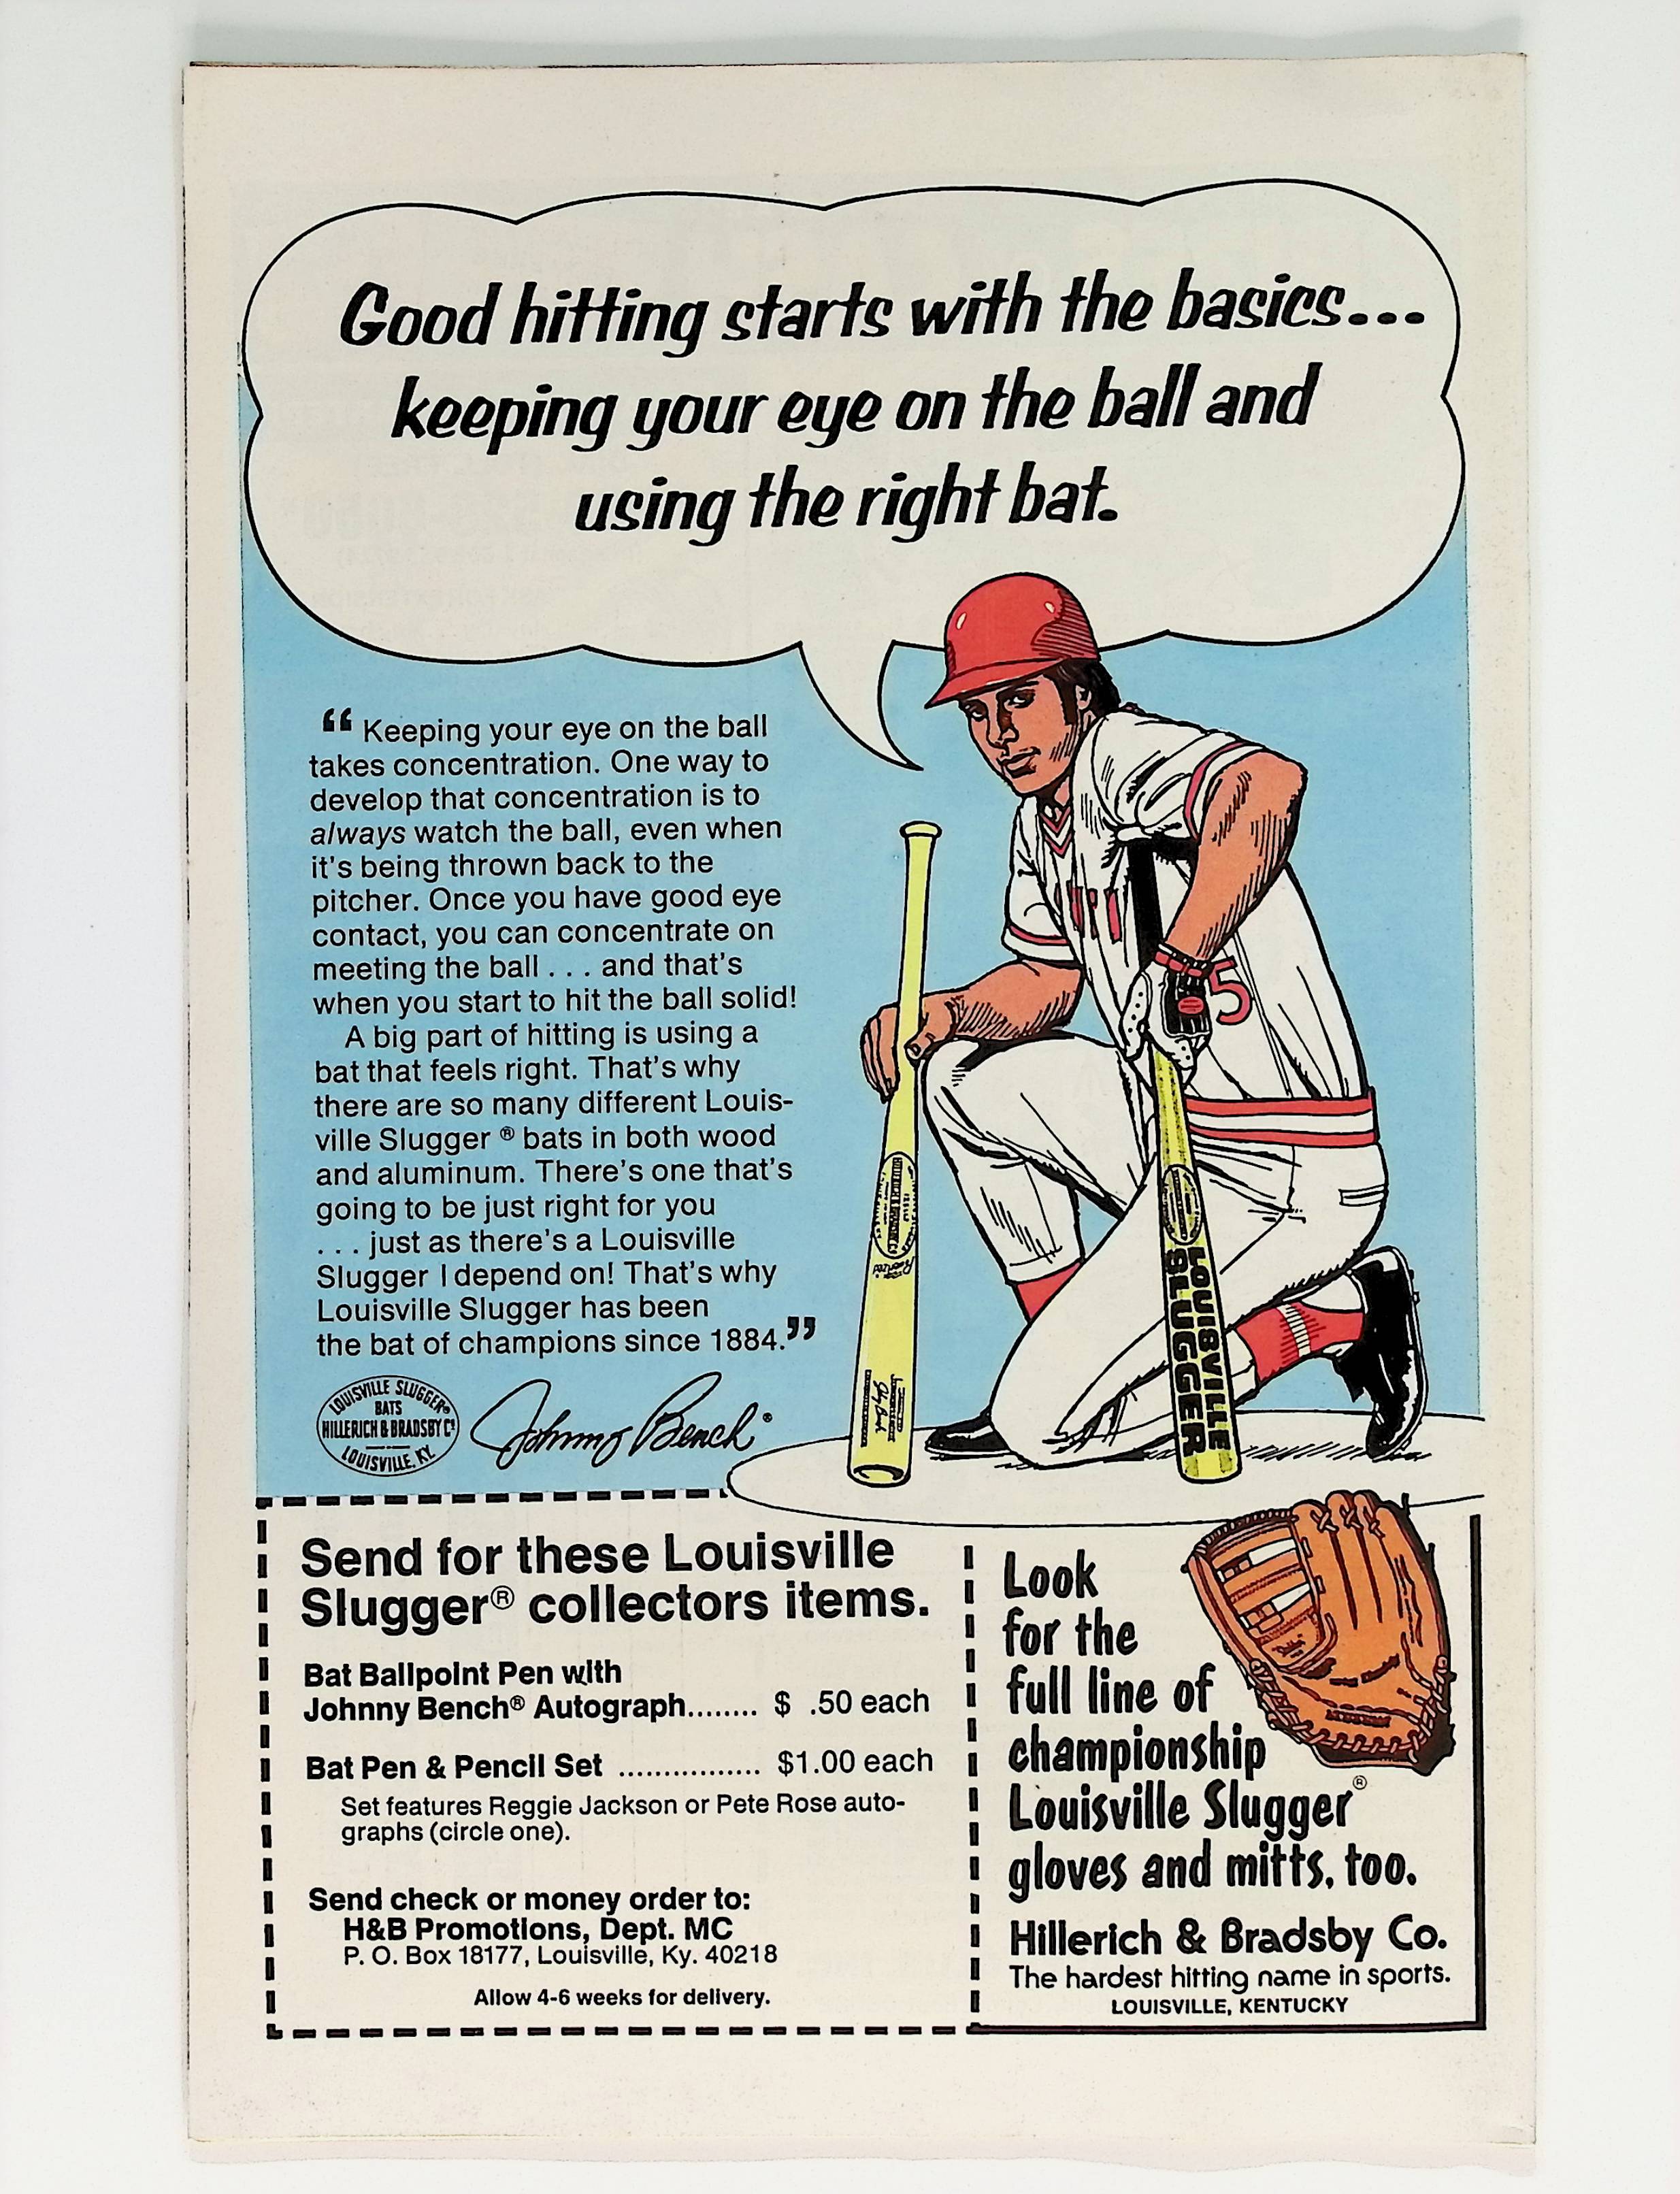 Good hitting starts with the basics...
keeping your eye on the ball and
using the right bat.
“ Keeping your eye on the ball
takes concentration. One way to
develop that concentration is to
always watch the ball, even when
it's being thrown back to the
pitcher. Once you have good eye
contact, you can concentrate on
meeting the ball . . . and that's
when you start to hit the ball solid!
A big part of hitting is using a
bat that feels right. That's why
there are so many different Louis-
ville Slugger ® bats in both wood
and aluminum. There's one that's
going to be just right for you
. . . just as there's a Louisville
Slugger I depend on! That's why
Louisville Slugger has been
the bat of champions since 1884.”
LOUISVILLE SLUGGER®
BATS
HILLERICH & BRADSBY Cº
LOUISVILLE. KY.
Johnny Bench®
5
LOUISVILLE
SLUGGER
Send for these Louisville
Slugger® collectors items.
Bat Ballpoint Pen with
Johnny Bench® Autograph........ $ .50 each
Bat Pen & Pencil Set ................ $1.00 each
Set features Reggie Jackson or Pete Rose auto-
graphs (circle one).
Send check or money order to:
H&B Promotions, Dept. MC
P. O. Box 18177, Louisville, Ky. 40218
Allow 4-6 weeks for delivery.
Look
for the
full line of
championship
Louisville Slugger®
gloves and mitts, too.
Hillerich & Bradsby Co.
The hardest hitting name in sports.
LOUISVILLE, KENTUCKY